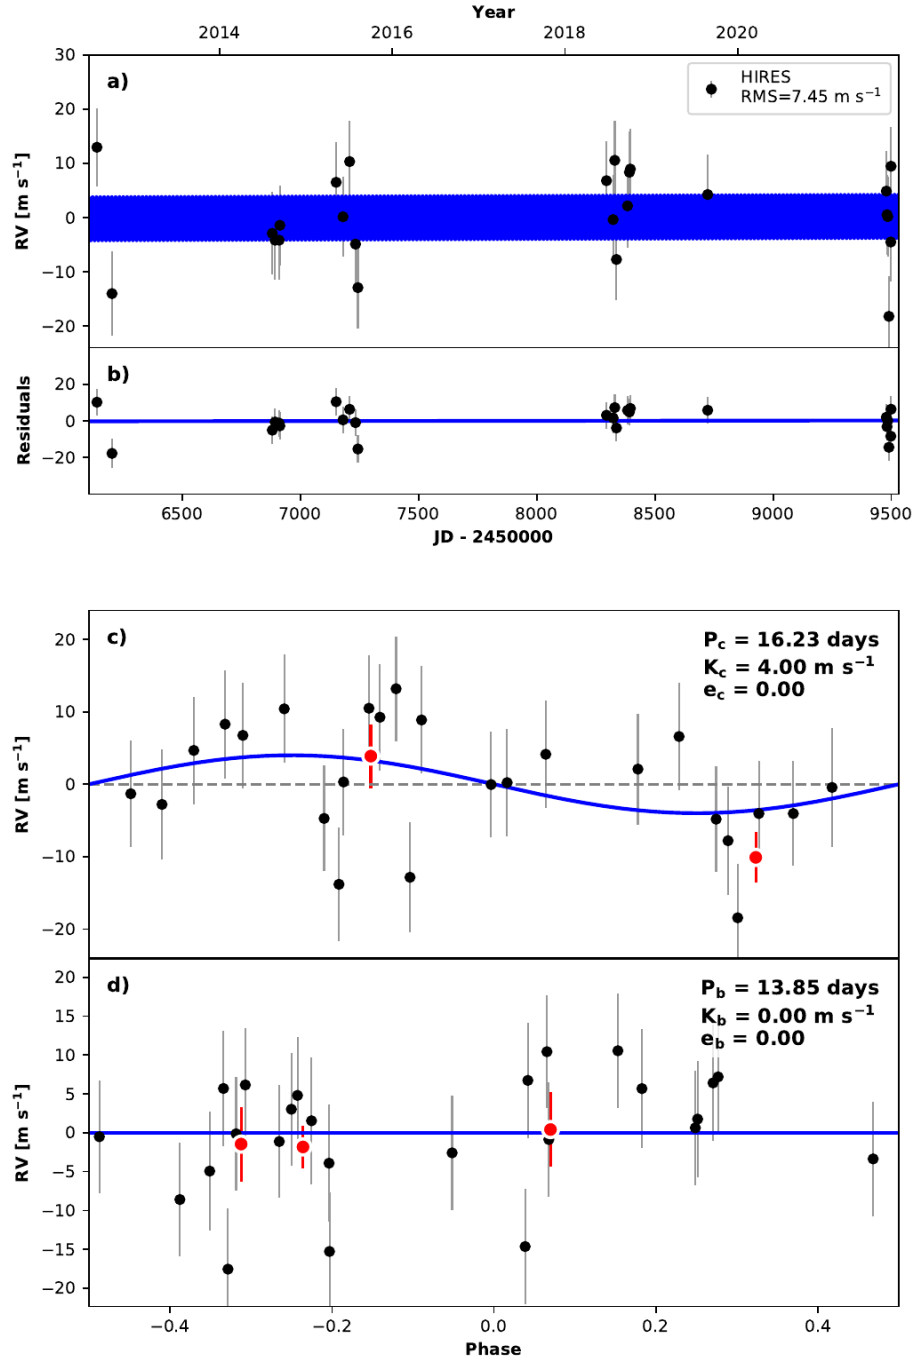 Year
2014 2016 2018 2020
a)
HIRES
RMS=7.45 m s⁻¹
30
20
10
0
−10
−20
RV [m s⁻¹]
b)
20
0
−20
Residuals
6500 7000 7500 8000 8500 9000 9500
JD - 2450000
c)
P_c = 16.23 days
K_c = 4.00 m s⁻¹
e_c = 0.00
20
10
0
−10
−20
RV [m s⁻¹]
d)
P_b = 13.85 days
K_b = 0.00 m s⁻¹
e_b = 0.00
20
15
10
5
0
−5
−10
−15
−20
RV [m s⁻¹]
−0.4 −0.2 0.0 0.2 0.4
Phase